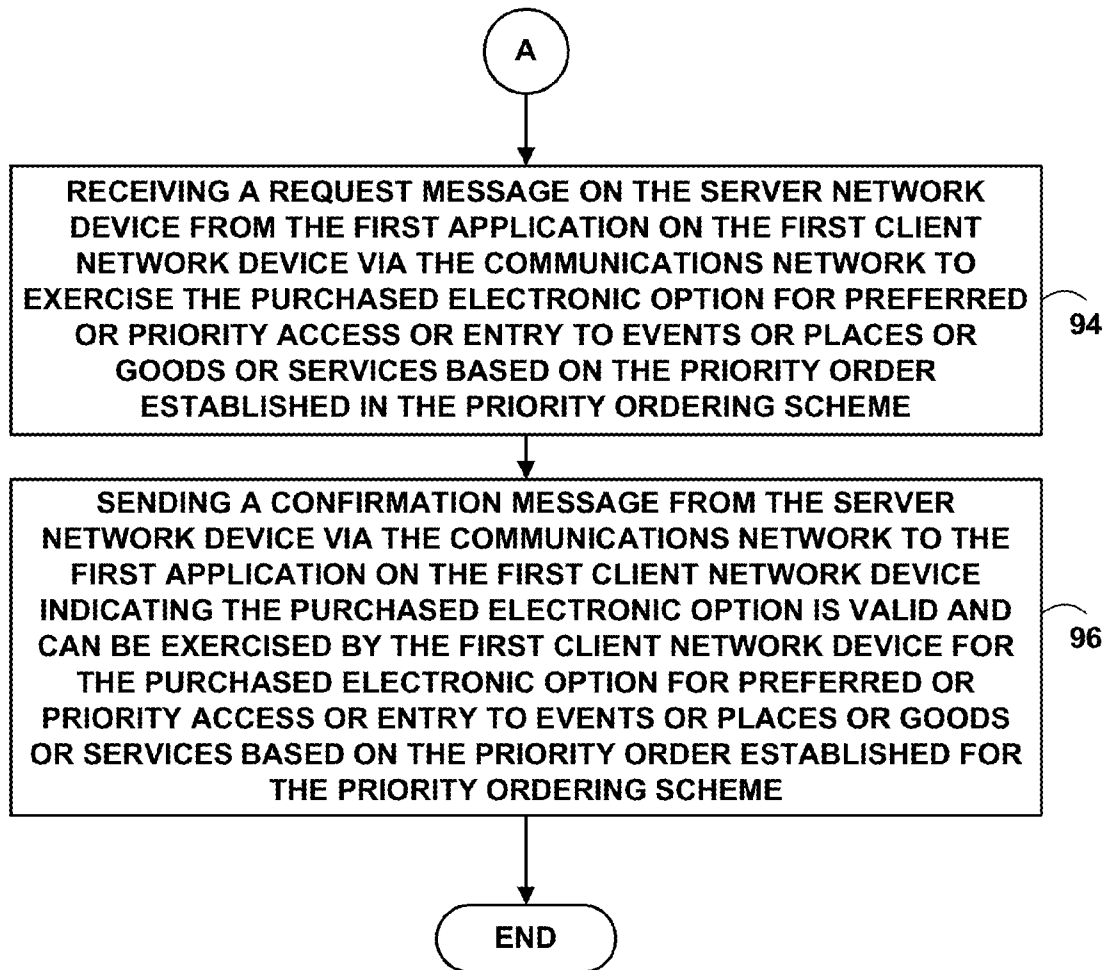 A
RECEIVING A REQUEST MESSAGE ON THE SERVER NETWORK
DEVICE FROM THE FIRST APPLICATION ON THE FIRST CLIENT
NETWORK DEVICE VIA THE COMMUNICATIONS NETWORK TO
EXERCISE THE PURCHASED ELECTRONIC OPTION FOR PREFERRED
OR PRIORITY ACCESS OR ENTRY TO EVENTS OR PLACES OR
GOODS OR SERVICES BASED ON THE PRIORITY ORDER
ESTABLISHED IN THE PRIORITY ORDERING SCHEME
94
SENDING A CONFIRMATION MESSAGE FROM THE SERVER
NETWORK DEVICE VIA THE COMMUNICATIONS NETWORK TO THE
FIRST APPLICATION ON THE FIRST CLIENT NETWORK DEVICE
INDICATING THE PURCHASED ELECTRONIC OPTION IS VALID AND
CAN BE EXERCISED BY THE FIRST CLIENT NETWORK DEVICE FOR
THE PURCHASED ELECTRONIC OPTION FOR PREFERRED OR
PRIORITY ACCESS OR ENTRY TO EVENTS OR PLACES OR GOODS
OR SERVICES BASED ON THE PRIORITY ORDER ESTABLISHED FOR
THE PRIORITY ORDERING SCHEME
96
END